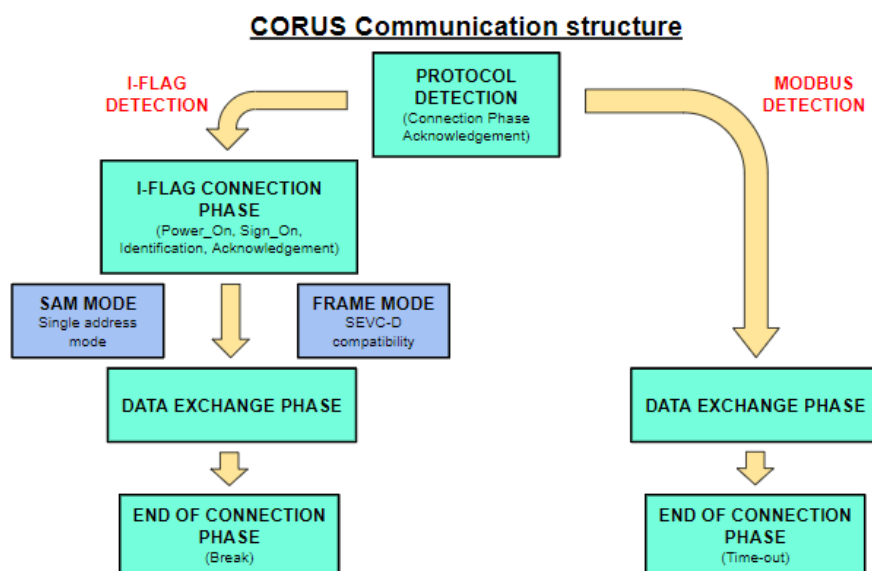 CORUS Communication structure
I-FLAG
DETECTION
PROTOCOL
DETECTION
(Connection Phase
Acknowledgement)
MODBUS
DETECTION
I-FLAG CONNECTION
PHASE
(Power_On, Sign_On,
Identification, Acknowledgement)
SAM MODE
Single address
mode
FRAME MODE
SEVC-D
compatibility
DATA EXCHANGE PHASE
DATA EXCHANGE PHASE
END OF CONNECTION
PHASE
(Break)
END OF CONNECTION
PHASE
(Time-out)